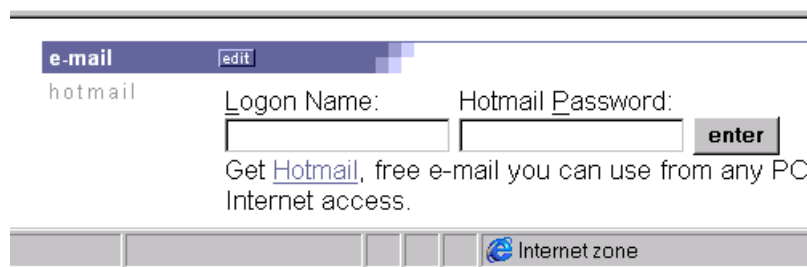 e-mail edit
hotmail
Logon Name: Hotmail Password:
enter
Get Hotmail, free e-mail you can use from any PC
Internet access.
Internet zone